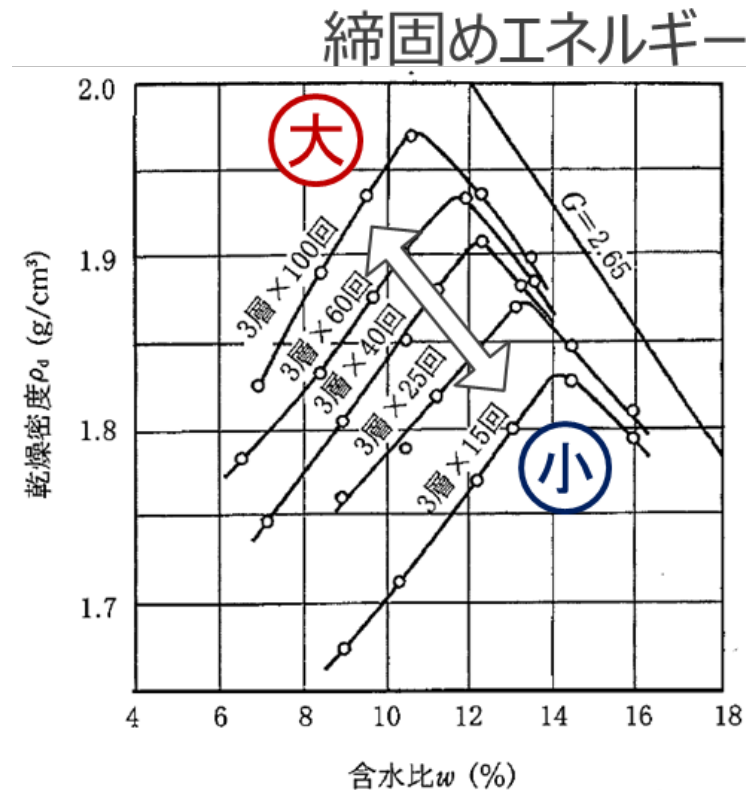 締固めエネルギー
2.0
1.9
1.8
1.7
乾燥密度ρd (g/cm³)
大
小
G=2.65
3層×100回
3層×60回
3層×40回
3層×25回
3層×15回
4 6 8 10 12 14 16 18
含水比w (%)